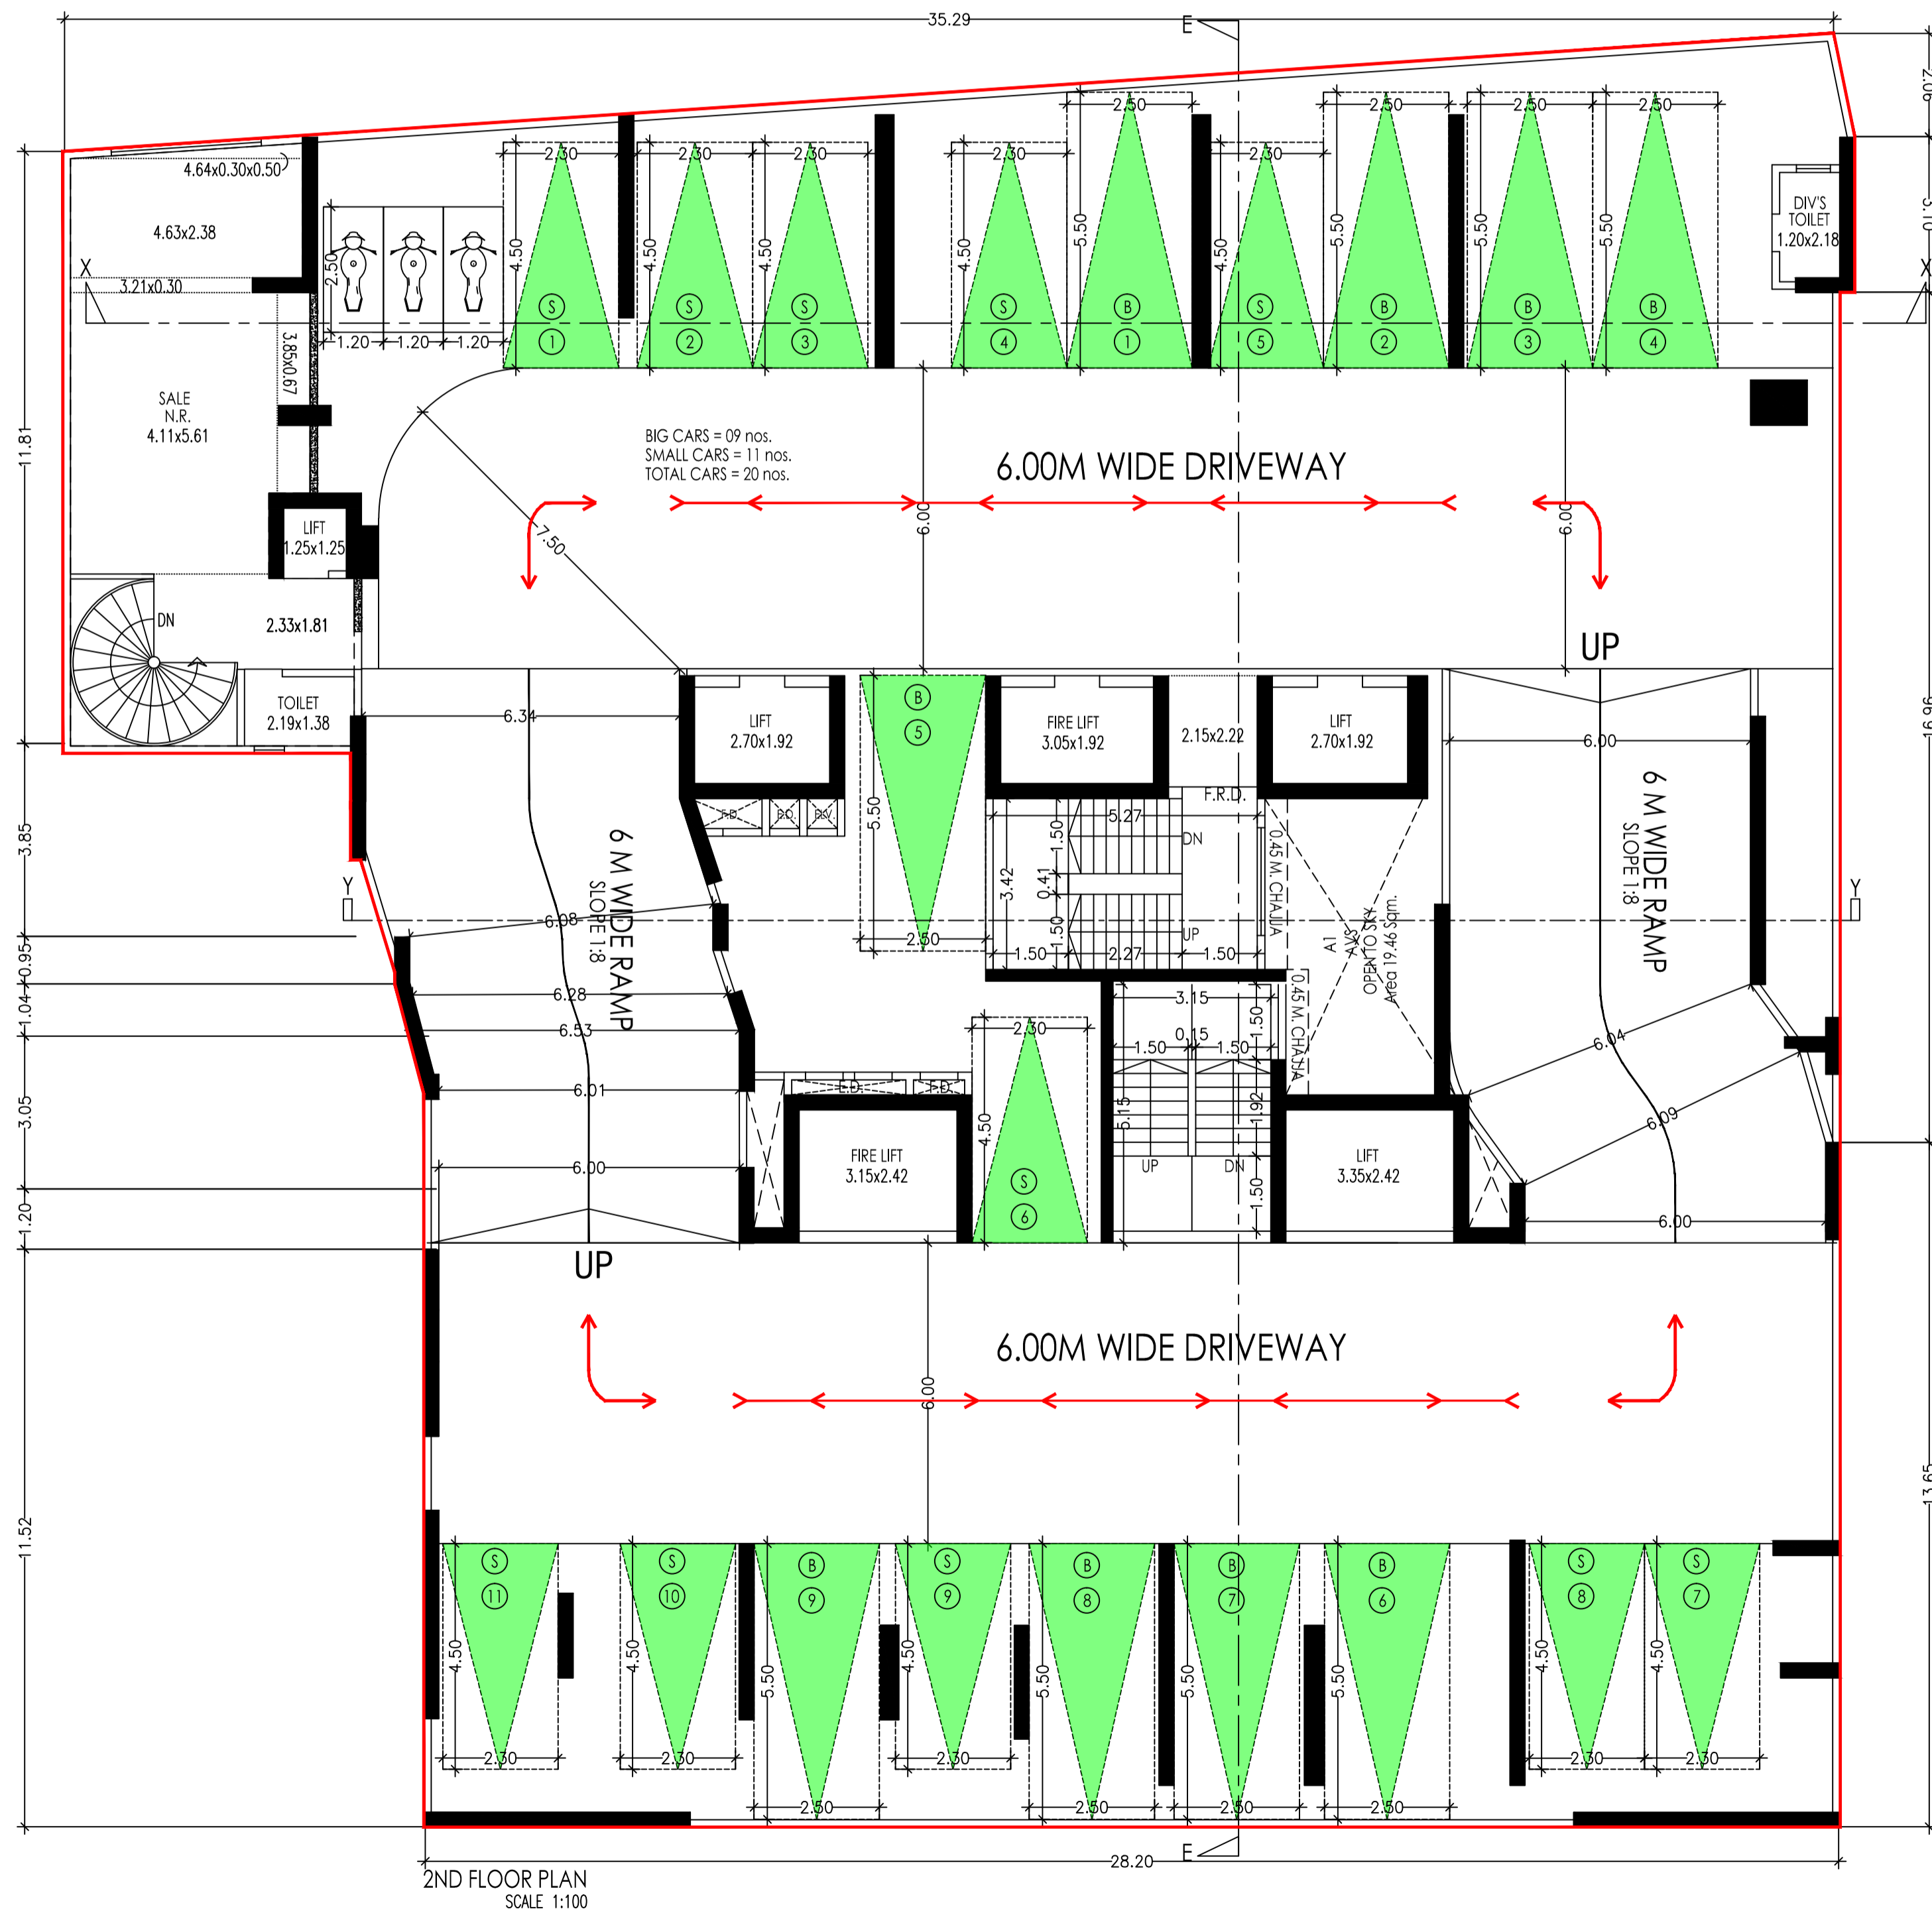 35.29
E
2.50
2.50
2.50
2.50
2.30
2.30
2.30
2.30
2.30
4.64x0.30x0.50
4.63x2.38
3.21x0.30
X
X
2.50
1.20
1.20
1.20
4.50
4.50
4.50
4.50
5.50
4.50
5.50
5.50
5.50
S
1
S
2
S
3
S
4
B
1
S
5
B
2
B
3
B
4
DIV'S
TOILET
1.20x2.18
3.85x0.67
SALE
N.R.
4.11x5.61
11.81
BIG CARS = 09 nos.
SMALL CARS = 11 nos.
TOTAL CARS = 20 nos.
6.00M WIDE DRIVEWAY
6.00
6.00
7.50
LIFT
1.25x1.25
DN
2.33x1.81
TOILET
2.19x1.38
UP
6.34
LIFT
2.70x1.92
B
5
5.50
2.50
FIRE LIFT
3.05x1.92
2.15x2.22
LIFT
2.70x1.92
F.R.D.
6.00
6 M WIDE RAMP
SLOPE 1:8
F.D.
E.D.
ELV.
5.27
1.50
0.41
1.50
3.42
DN
UP
1.50
2.27
1.50
0.45 M. CHAJJA
A1
AVS
OPEN TO SKY
Area 19.46 Sqm.
6 M WIDE RAMP
SLOPE 1:8
3.85
Y
Y
6.08
0.95
6.28
1.04
6.53
6.01
3.05
6.00
1.20
2.30
4.50
S
6
3.15
0.15
1.50
1.50
1.50
0.45 M. CHAJJA
1.92
5.15
UP
DN
1.50
E.D.
F.D.
FIRE LIFT
3.15x2.42
LIFT
3.35x2.42
6.04
6.09
6.00
UP
6.00M WIDE DRIVEWAY
6.00
11.52
13.65
S
11
S
10
B
9
S
9
B
8
B
7
B
6
S
8
S
7
4.50
4.50
5.50
4.50
5.50
5.50
5.50
4.50
4.50
2.30
2.30
2.50
2.30
2.50
2.50
2.50
2.30
2.30
E
28.20
2ND FLOOR PLAN
SCALE 1:100